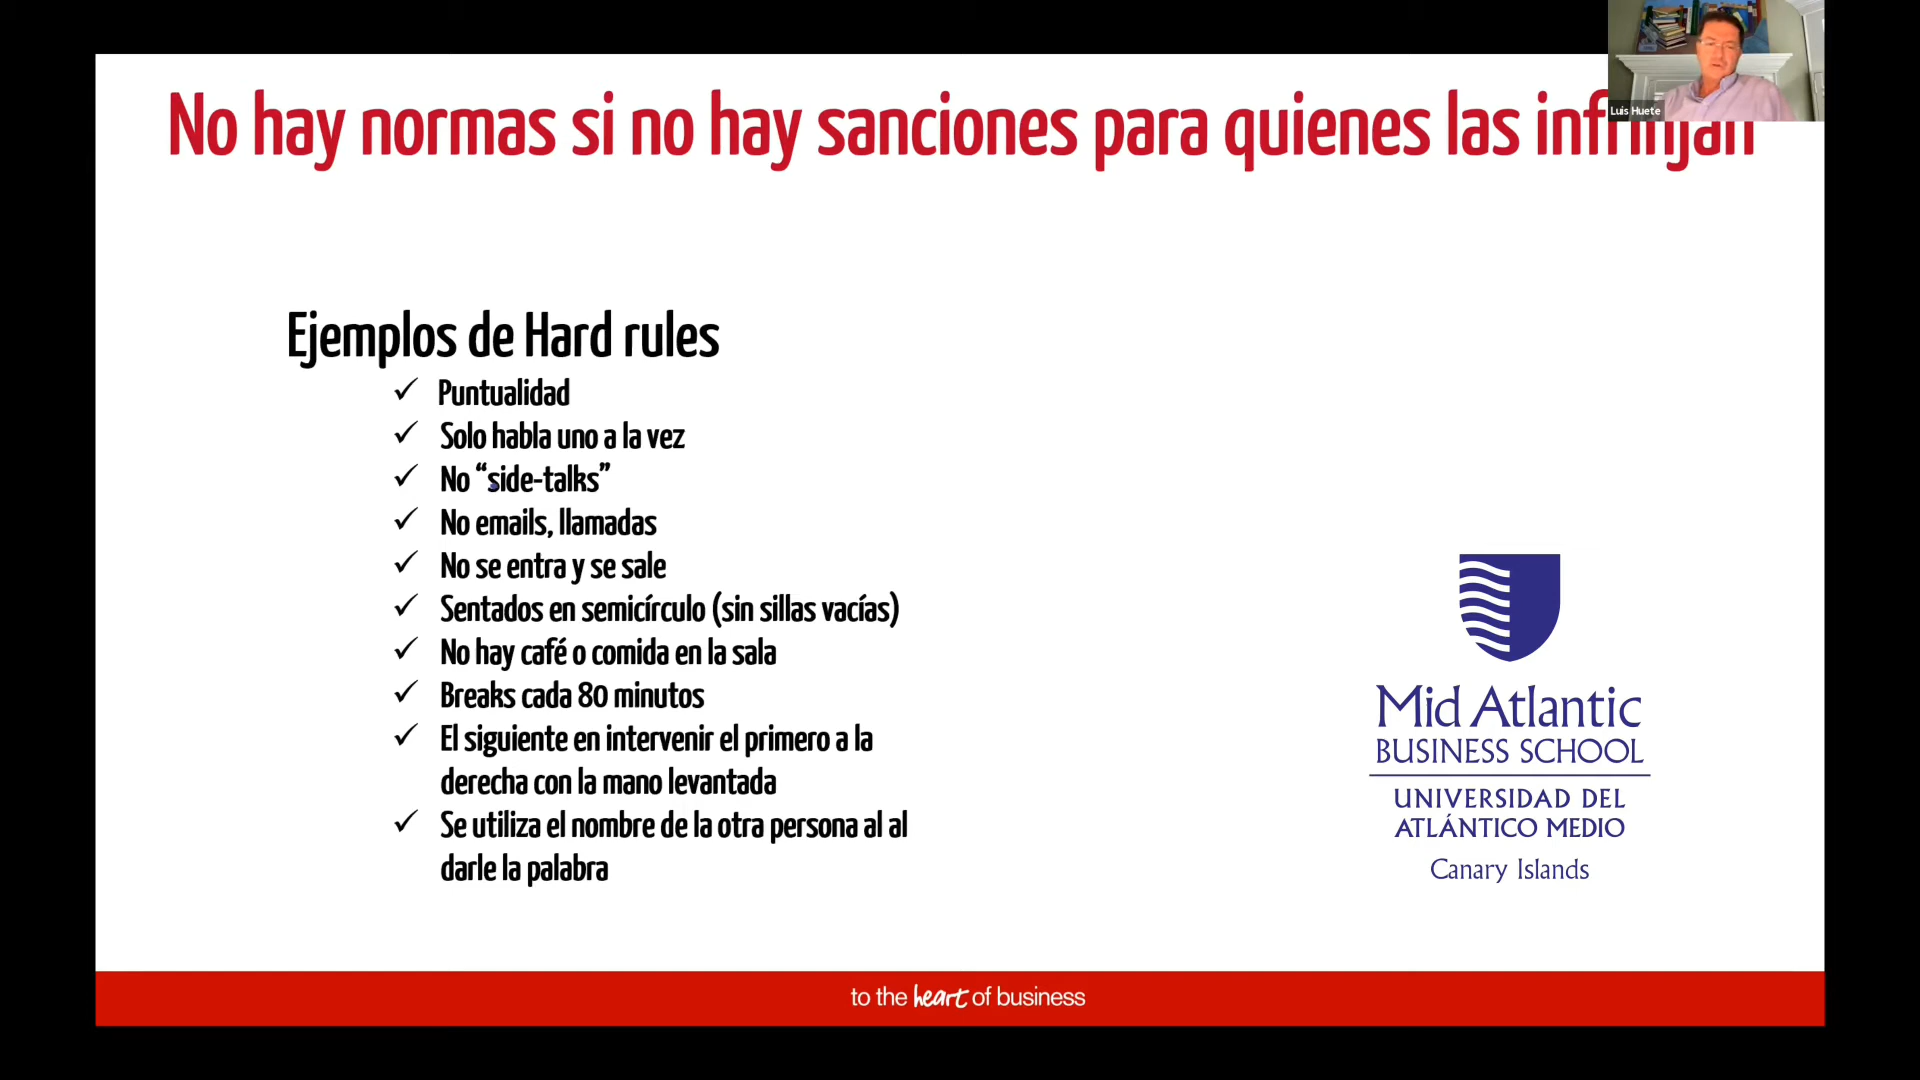 No hay normas si no hay sanciones para quienes las infrinjan
Luis Huete
Ejemplos de Hard rules
✓ Puntualidad
✓ Solo habla uno a la vez
✓ No “side-talks”
✓ No emails, llamadas
✓ No se entra y se sale
✓ Sentados en semicírculo (sin sillas vacías)
✓ No hay café o comida en la sala
✓ Breaks cada 80 minutos
✓ El siguiente en intervenir el primero a la
derecha con la mano levantada
✓ Se utiliza el nombre de la otra persona al al
darle la palabra
Mid Atlantic
BUSINESS SCHOOL
UNIVERSIDAD DEL
ATLÁNTICO MEDIO
Canary Islands
to the heart of business